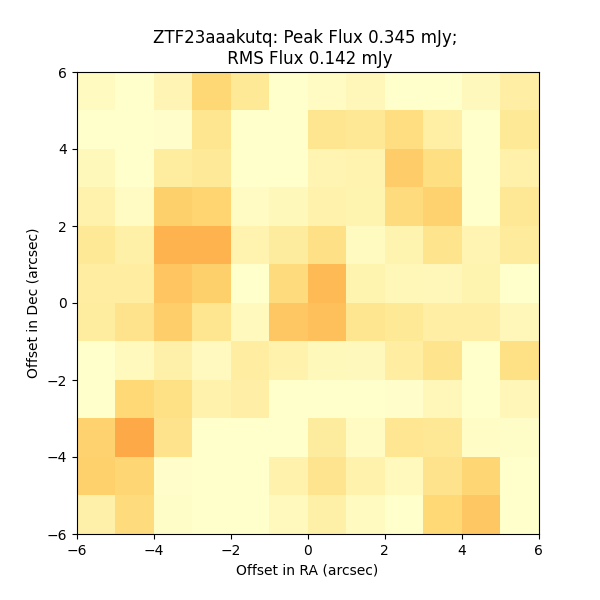 ZTF23aaakutq: Peak Flux 0.345 mJy;
RMS Flux 0.142 mJy
6
4
2
0
−2
−4
−6
Offset in Dec (arcsec)
−6 −4 −2 0 2 4 6
Offset in RA (arcsec)